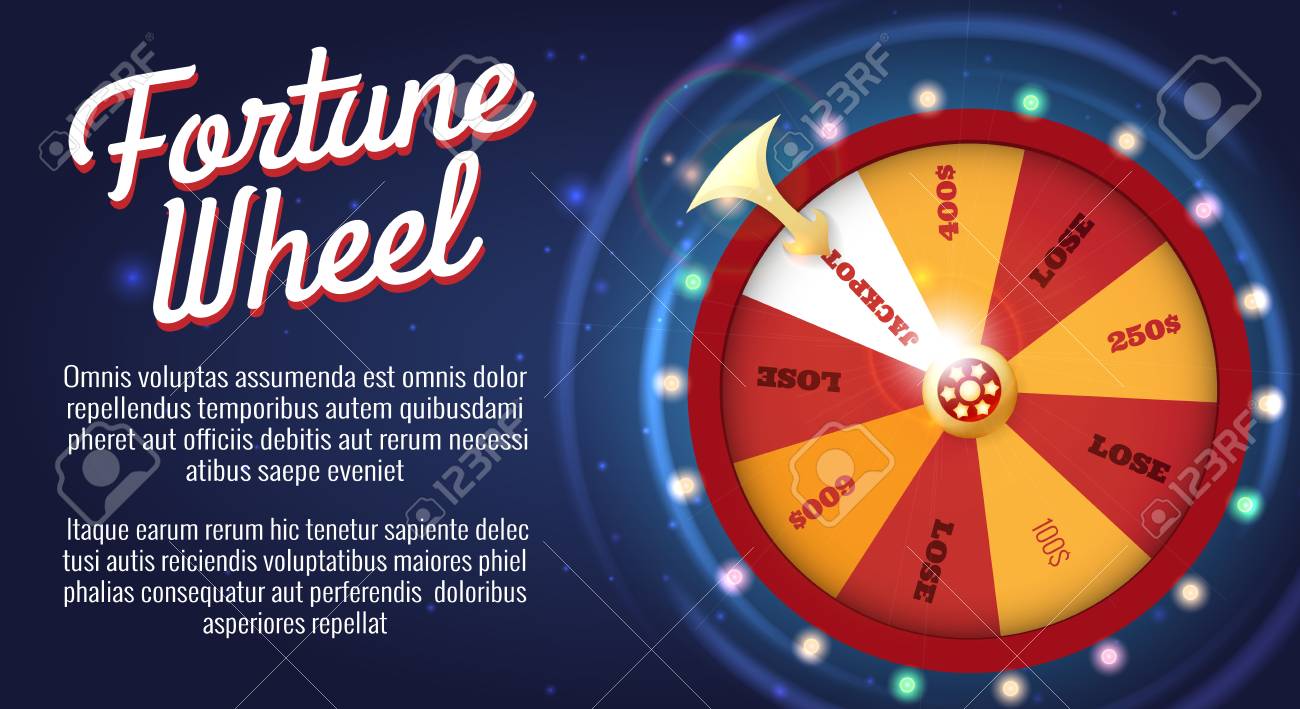 Fortune
Wheel
Omnis voluptas assumenda est omnis dolor
repellendus temporibus autem quibusdami
pheret aut officiis debitis aut rerum necessi
atibus saepe eveniet
Itaque earum rerum hic tenetur sapiente delec
tusi autis reiciendis voluptatibus maiores phiel
phalias consequatur aut perferendis doloribus
asperiores repellat
JACKPOT
400$
LOSE
250$
LOSE
100$
LOSE
600$
LOSE
123RF
123RF
123RF
123RF
123RF
123RF